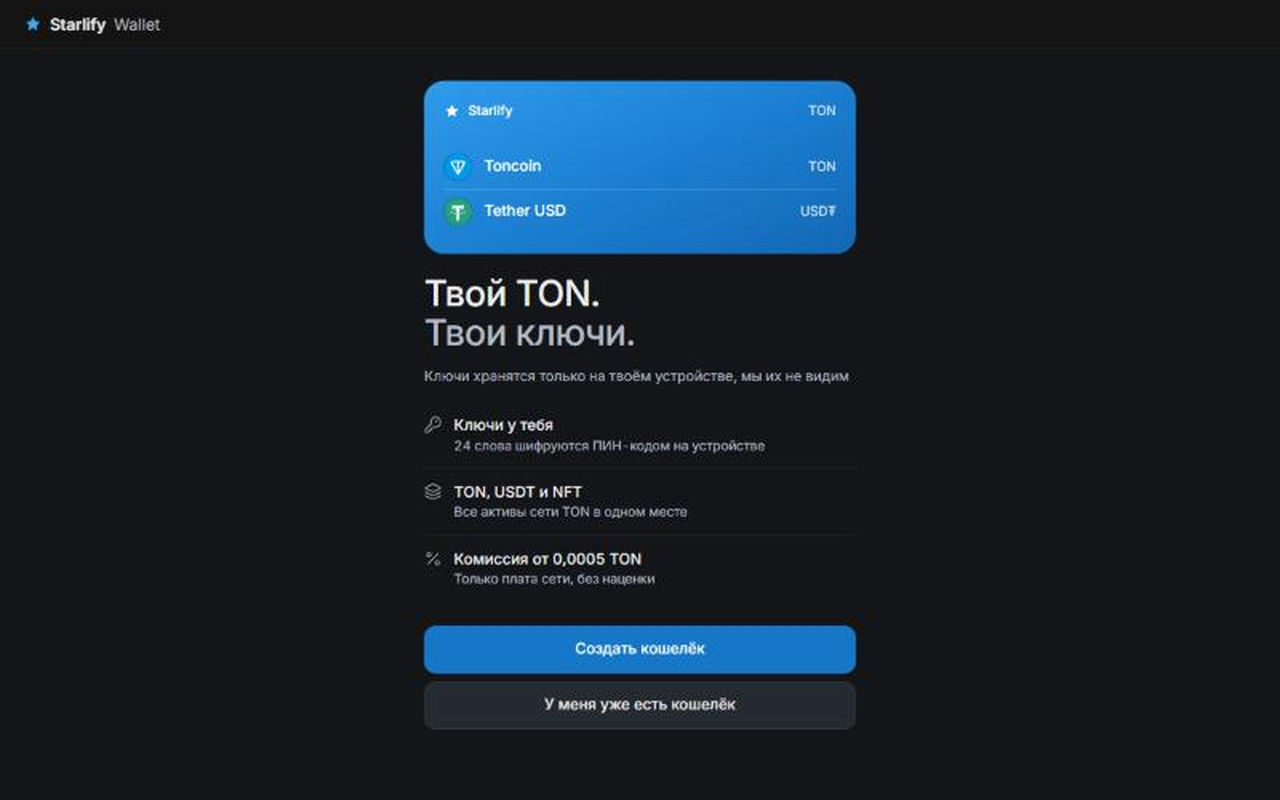 Starlify Wallet
Starlify TON
Toncoin TON
Tether USD USD₮
Твой TON.
Твои ключи.
Ключи хранятся только на твоём устройстве, мы их не видим
Ключи у тебя
24 слова шифруются ПИН-кодом на устройстве
TON, USDT и NFT
Все активы сети TON в одном месте
Комиссия от 0,0005 TON
Только плата сети, без наценки
Создать кошелёк
У меня уже есть кошелёк